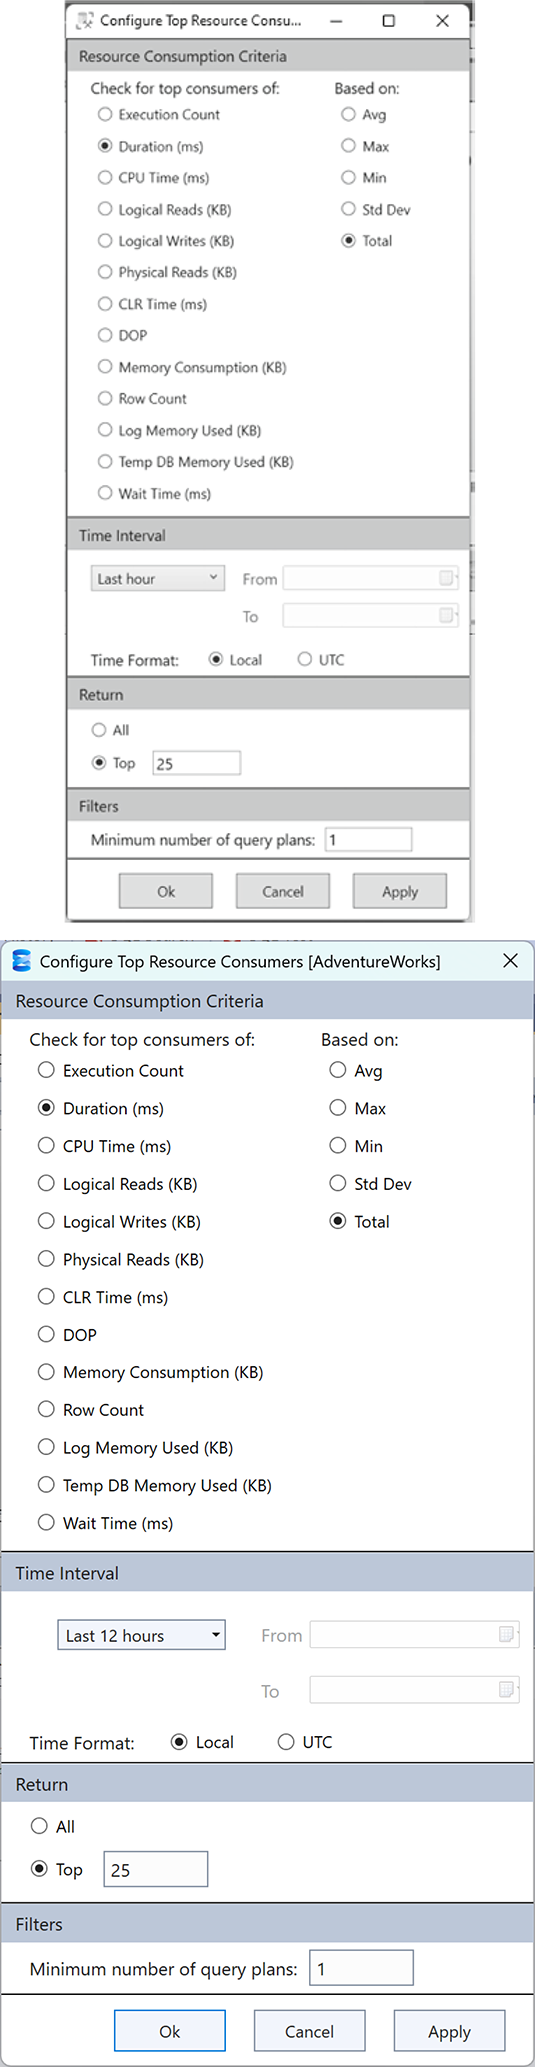 Configure Top Resource Consu...
Resource Consumption Criteria
Check for top consumers of: Based on:
Execution Count Avg
Duration (ms) Max
CPU Time (ms) Min
Logical Reads (KB) Std Dev
Logical Writes (KB) Total
Physical Reads (KB)
CLR Time (ms)
DOP
Memory Consumption (KB)
Row Count
Log Memory Used (KB)
Temp DB Memory Used (KB)
Wait Time (ms)
Time Interval
Last hour From
To
Time Format: Local UTC
Return
All
Top 25
Filters
Minimum number of query plans: 1
Ok Cancel Apply
Configure Top Resource Consumers [AdventureWorks]
Resource Consumption Criteria
Check for top consumers of: Based on:
Execution Count Avg
Duration (ms) Max
CPU Time (ms) Min
Logical Reads (KB) Std Dev
Logical Writes (KB) Total
Physical Reads (KB)
CLR Time (ms)
DOP
Memory Consumption (KB)
Row Count
Log Memory Used (KB)
Temp DB Memory Used (KB)
Wait Time (ms)
Time Interval
Last 12 hours From
To
Time Format: Local UTC
Return
All
Top 25
Filters
Minimum number of query plans: 1
Ok Cancel Apply